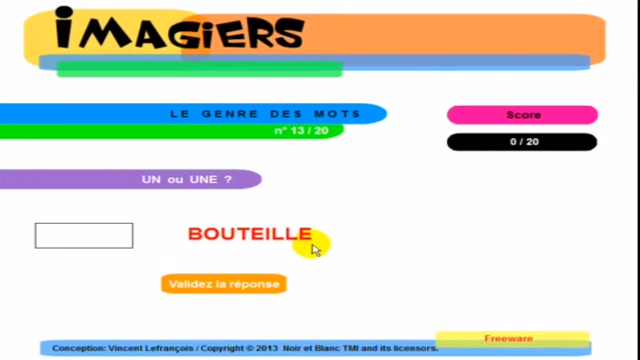 iMAGiERS
LE GENRE DES MOTS
n° 13 / 20
Score
0 / 20
UN ou UNE ?
BOUTEILLE
Validez la réponse
Freeware
Conception: Vincent Lefrançois / Copyright © 2013 Noir et Blanc TMI and its licensors.